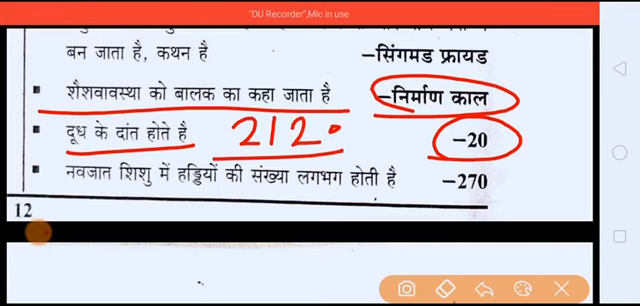 "DU Recorder",Mic in use
बन जाता है, कथन है –सिंगमड फ्रायड
▪ शैशवावस्था को बालक का कहा जाता है –निर्माण काल
▪ दूध के दांत होते है 2120 –20
▪ नवजात शिशु में हड्डियों की संख्या लगभग होती है –270
12